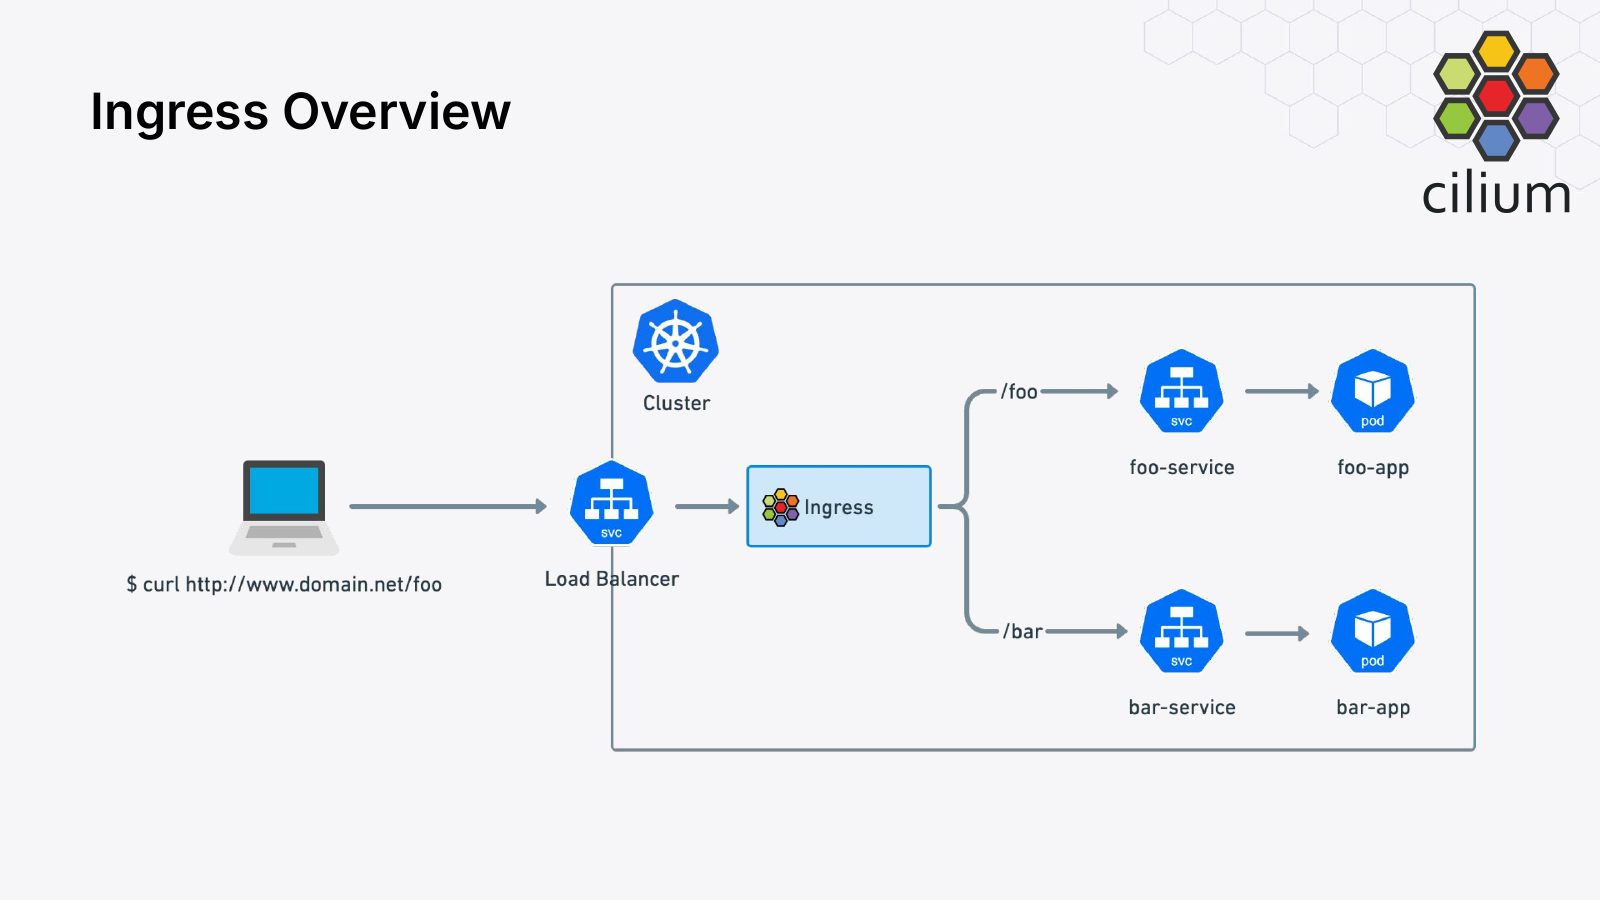 Ingress Overview
cilium
Cluster
$ curl http://www.domain.net/foo
svc
Load Balancer
Ingress
/foo
svc
foo-service
pod
foo-app
/bar
svc
bar-service
pod
bar-app